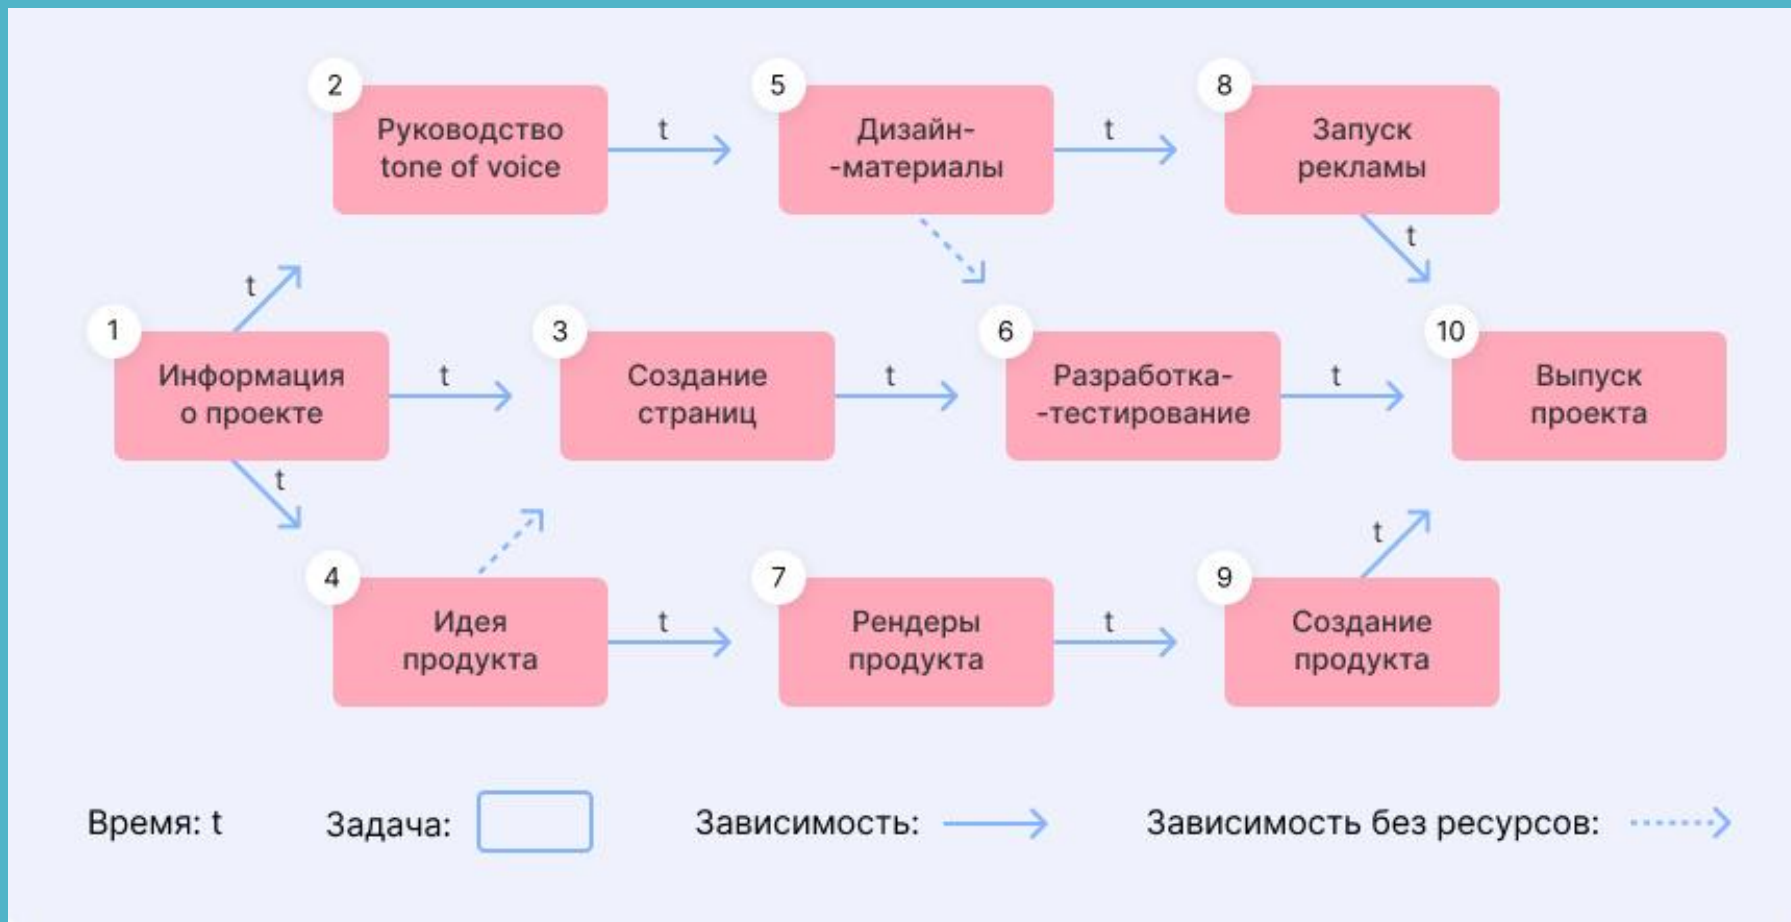 2
Руководство
tone of voice
t
5
Дизайн-
-материалы
t
8
Запуск
рекламы
t
t
1
Информация
о проекте
t
3
Создание
страниц
t
6
Разработка-
-тестирование
t
10
Выпуск
проекта
t
t
4
Идея
продукта
t
7
Рендеры
продукта
t
9
Создание
продукта
Время: t
Задача:
Зависимость:
Зависимость без ресурсов: